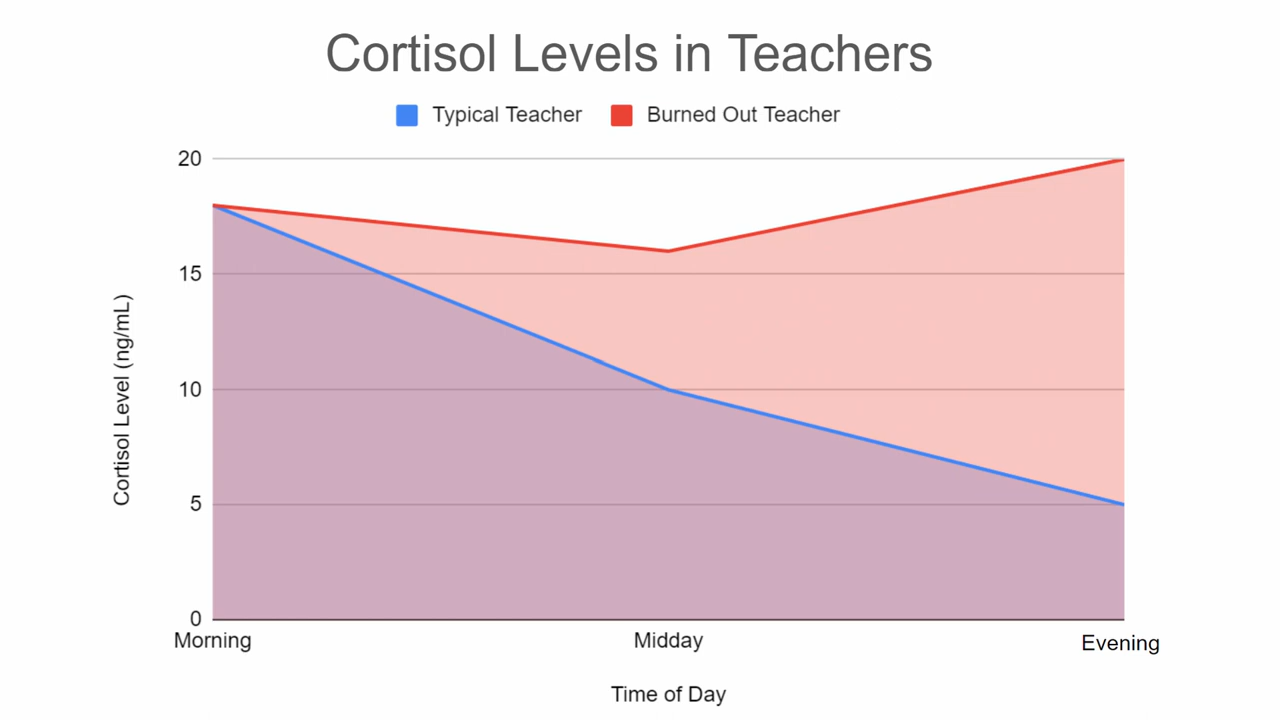 Cortisol Levels in Teachers
Typical Teacher Burned Out Teacher
20
15
10
5
0
Cortisol Level (ng/mL)
Morning Midday Evening
Time of Day